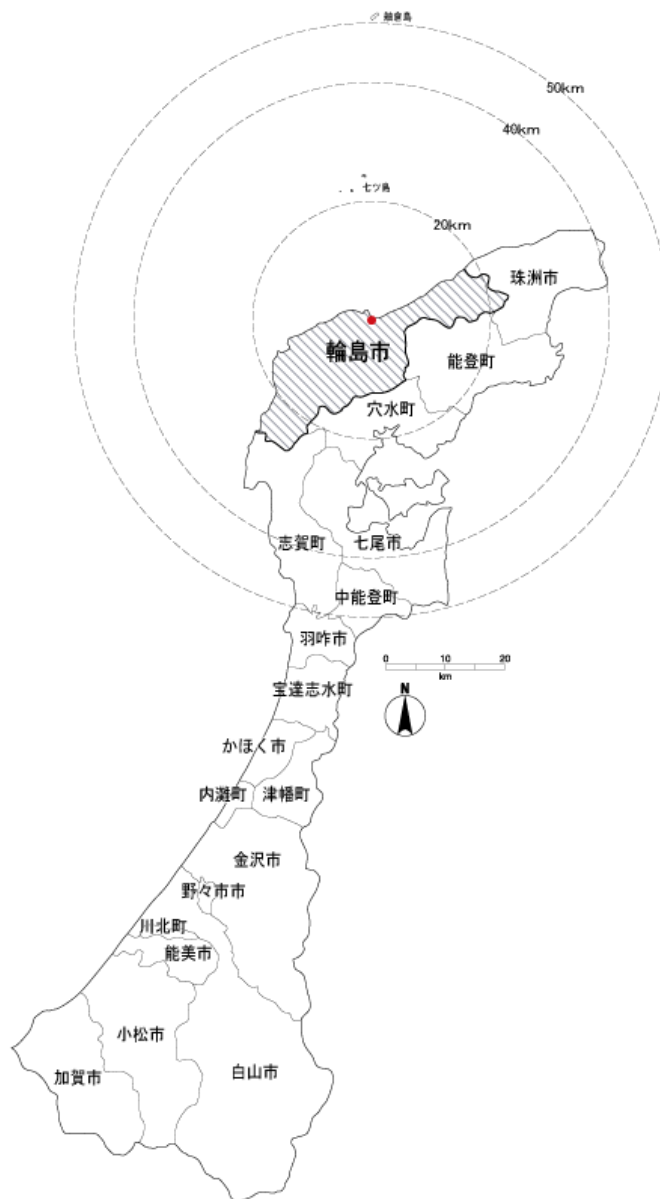 舳倉島
50km
40km
七ツ島
20km
珠洲市
輪島市
能登町
穴水町
志賀町
七尾市
中能登町
羽咋市
0 10 20
km
宝達志水町
N
かほく市
内灘町
津幡町
金沢市
野々市市
川北町
能美市
小松市
白山市
加賀市